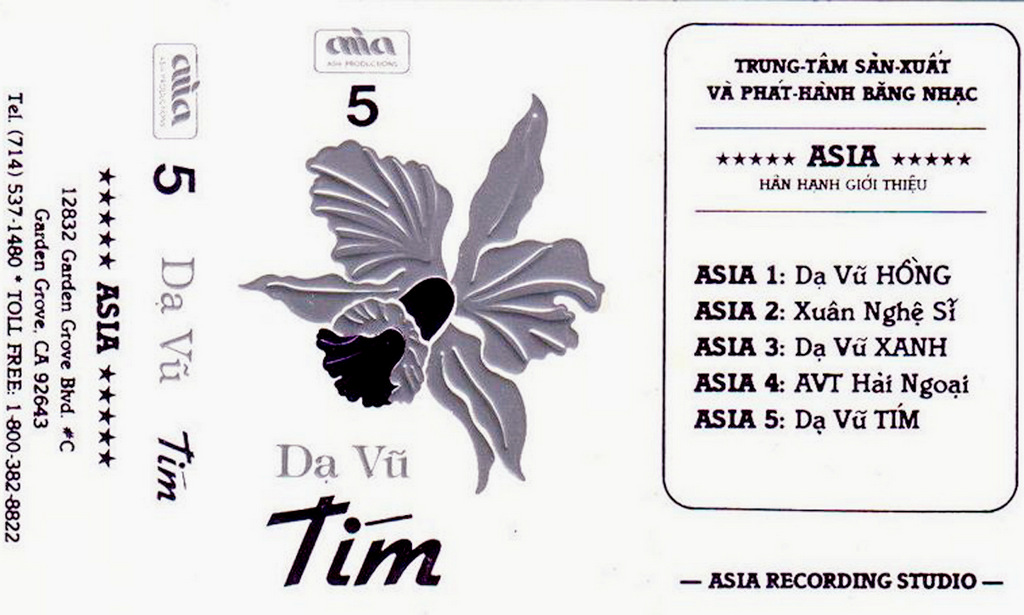 Tel. (714) 537-1480 * TOLL FREE: 1-800-382-8822
12832 Garden Grove Blvd. #C
Garden Grove, CA 92643
★★★★★ ASIA ★★★★★
asia
ASIA PRODUCTIONS
5 Dạ Vũ Tím
asia
ASIA PRODUCTIONS
5
Dạ Vũ
Tím
TRUNG-TÂM SẢN-XUẤT
VÀ PHÁT-HÀNH BĂNG NHẠC
★★★★★ ASIA ★★★★★
HÂN HẠNH GIỚI THIỆU
ASIA 1: Dạ Vũ HỒNG
ASIA 2: Xuân Nghệ Sĩ
ASIA 3: Dạ Vũ XANH
ASIA 4: AVT Hải Ngoại
ASIA 5: Dạ Vũ TÍM
— ASIA RECORDING STUDIO —